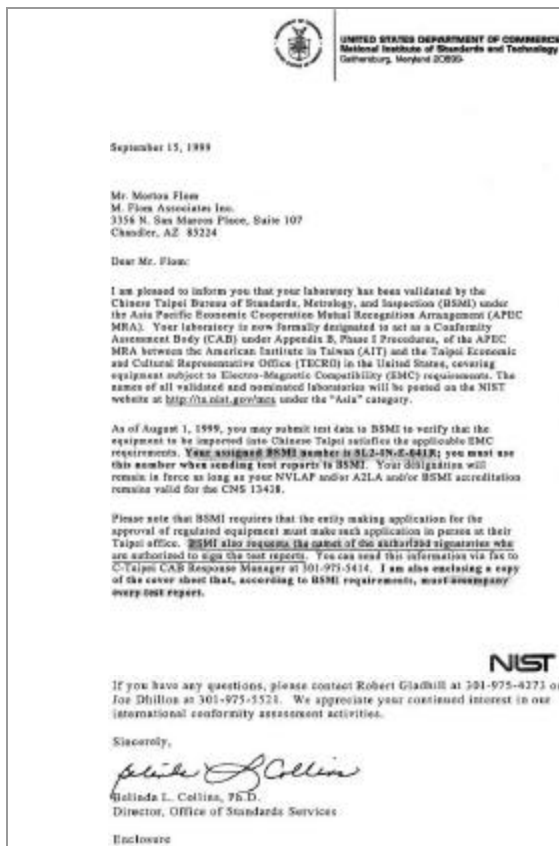 UNITED STATES DEPARTMENT OF COMMERCE
National Institute of Standards and Technology
Gaithersburg, Maryland 20899-
September 15, 1999
Mr. Morton Flom
M. Flom Associates Inc.
3356 N. San Marcos Place, Suite 107
Chandler, AZ 85224
Dear Mr. Flom:
I am pleased to inform you that your laboratory has been validated by the
Chinese Taipei Bureau of Standards, Metrology, and Inspection (BSMI) under
the Asia Pacific Economic Cooperation Mutual Recognition Arrangement (APEC
MRA). Your laboratory is now formally designated to act as a Conformity
Assessment Body (CAB) under Appendix B, Phase I Procedures, of the APEC
MRA between the American Institute in Taiwan (AIT) and the Taipei Economic
and Cultural Representative Office (TECRO) in the United States, covering
equipment subject to Electro-Magnetic Compatibility (EMC) requirements. The
names of all validated and nominated laboratories will be posted on the NIST
website at http://ts.nist.gov/mra under the "Asia" category.
As of August 1, 1999, you may submit test data to BSMI to verify that the
equipment to be imported into Chinese Taipei satisfies the applicable EMC
requirements. Your assigned BSMI number is SL2-IN-E-041R; you must use
this number when sending test reports to BSMI. Your designation will
remain in force as long as your NVLAP and/or A2LA and/or BSMI accreditation
remains valid for the CNS 13438.
Please note that BSMI requires that the entity making application for the
approval of regulated equipment must make such application in person at their
Taipei office. BSMI also requests the names of the authorized signatories who
are authorized to sign the test reports. You can send this information via fax to
C-Taipei CAB Response Manager at 301-975-5414. I am also enclosing a copy
of the cover sheet that, according to BSMI requirements, must accompany
every test report.
NIST
If you have any questions, please contact Robert Gladhill at 301-975-4273 or
Joe Dhillon at 301-975-5521. We appreciate your continued interest in our
international conformity assessment activities.
Sincerely,
Belinda L. Collins
Belinda L. Collins, Ph.D.
Director, Office of Standards Services
Enclosure